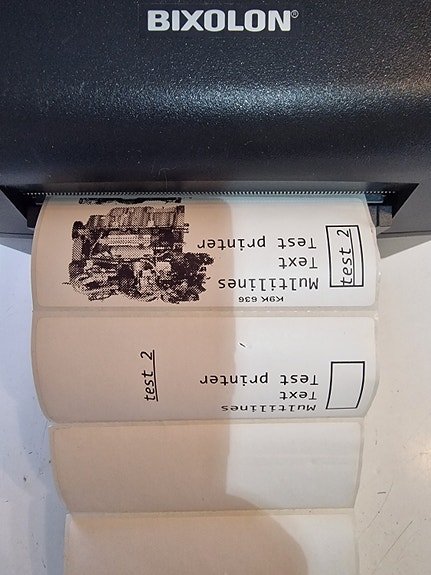 BIXOLON®
K9K 636
Multilines
Text
Test printer
test 2
Multilines
Text
Test printer
test 2